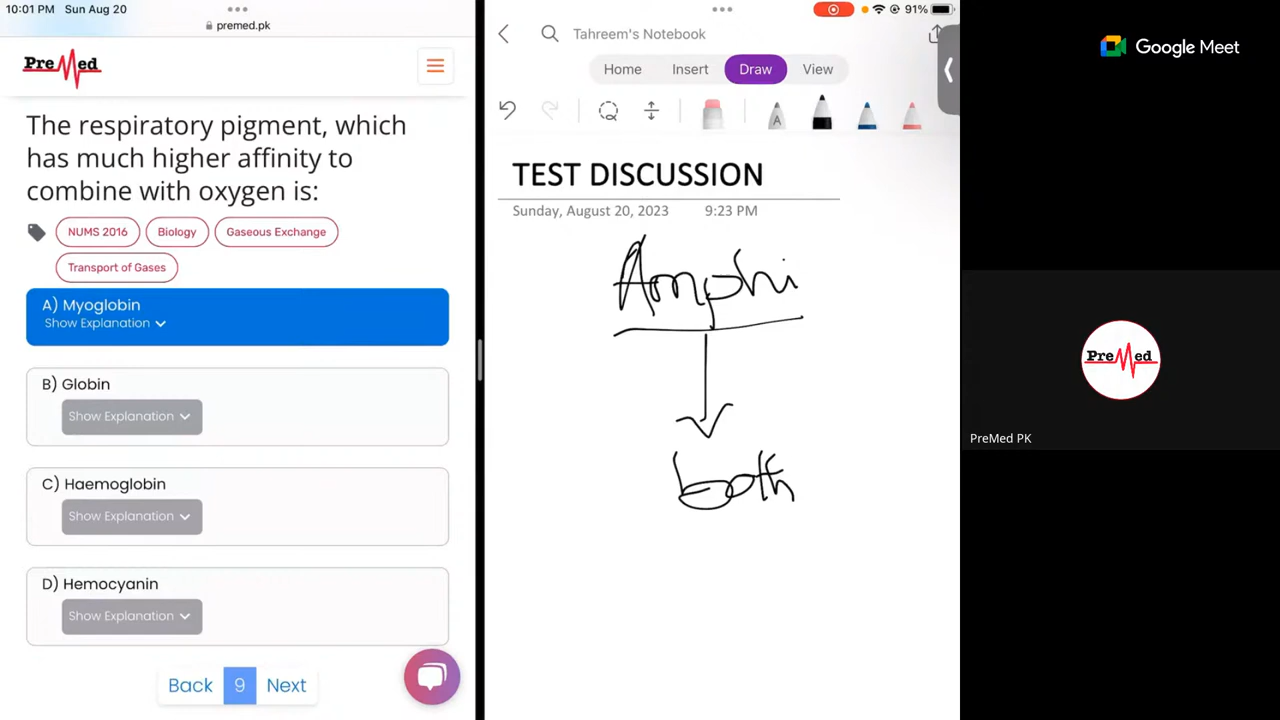 10:01 PM Sun Aug 20
premed.pk
PreMed
The respiratory pigment, which
has much higher affinity to
combine with oxygen is:
NUMS 2016
Biology
Gaseous Exchange
Transport of Gases
A) Myoglobin
Show Explanation
B) Globin
Show Explanation
C) Haemoglobin
Show Explanation
D) Hemocyanin
Show Explanation
Back 9 Next
91%
Tahreem's Notebook
Home Insert Draw View
A
TEST DISCUSSION
Sunday, August 20, 2023 9:23 PM
Amphi
both
Google Meet
PreMed
PreMed PK